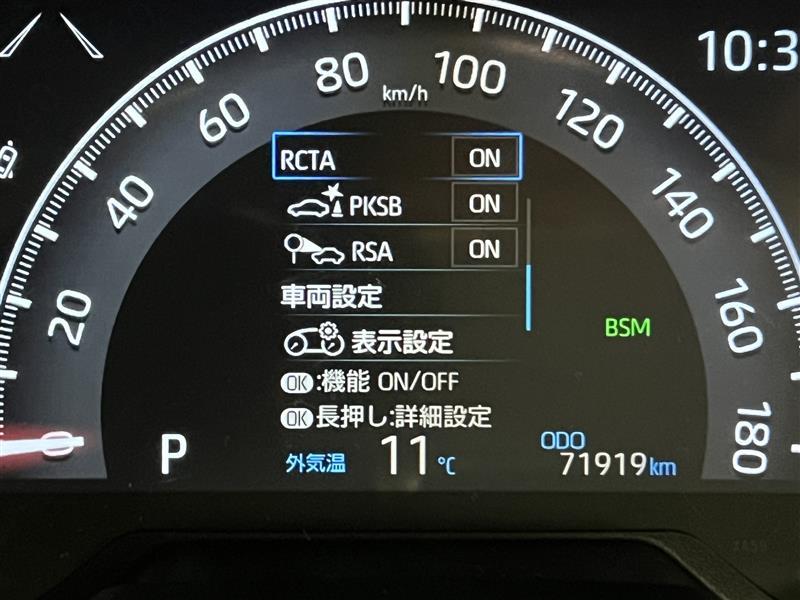 10:3
80
100
km/h
60
120
RCTA ON
40
PKSB ON
140
RSA ON
車両設定
20
160
BSM
表示設定
OK:機能 ON/OFF
OK長押し:詳細設定
0
180
P
外気温 11℃
ODO
71919km